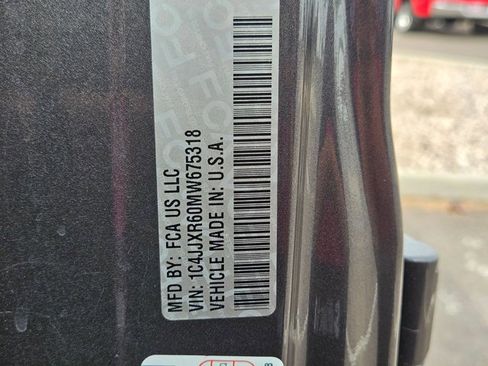 MFD BY: FCA US LLC
VIN: 1C4JJXR60MW675318
VEHICLE MADE IN: U.S.A.